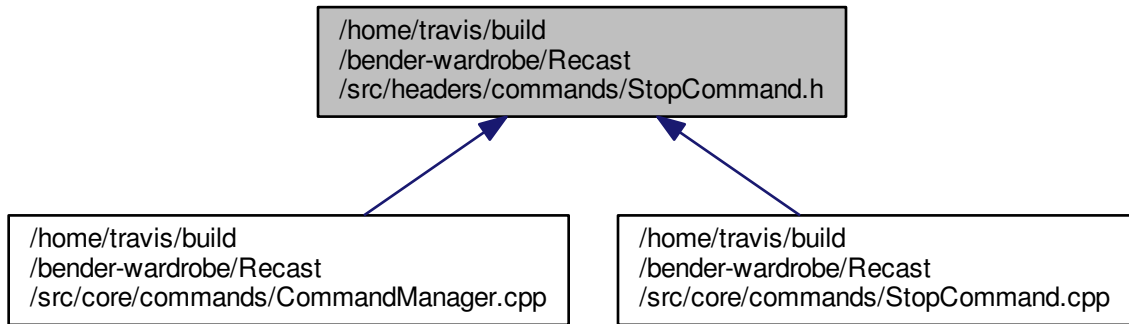 /home/travis/build
/bender-wardrobe/Recast
/src/headers/commands/StopCommand.h
/home/travis/build
/bender-wardrobe/Recast
/src/core/commands/CommandManager.cpp
/home/travis/build
/bender-wardrobe/Recast
/src/core/commands/StopCommand.cpp